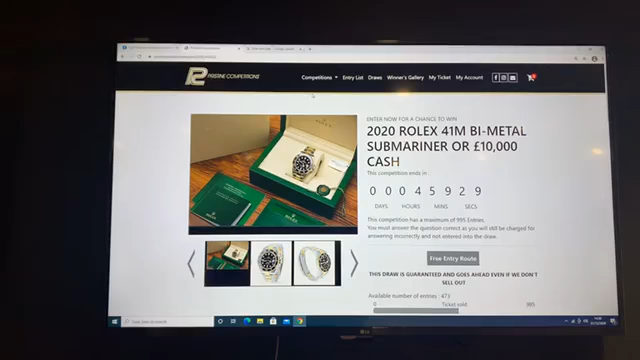 PRISTINE COMPETITIONS
Competitions Entry List Draws Winner's Gallery My Ticket My Account
ENTER NOW FOR A CHANCE TO WIN
2020 ROLEX 41M BI-METAL
SUBMARINER OR £10,000
CASH
This competition ends in :
0 0 0 4 5 9 2 9
DAYS HOURS MINS SECS
This competition has a maximum of 995 Entries.
You must answer the question correct as you will still be charged for
answering incorrectly and not entered into the draw.
Free Entry Route
THIS DRAW IS GUARANTEED AND GOES AHEAD EVEN IF WE DON'T
SELL OUT
Available number of entries : 473
0 Ticket sold 995
LG